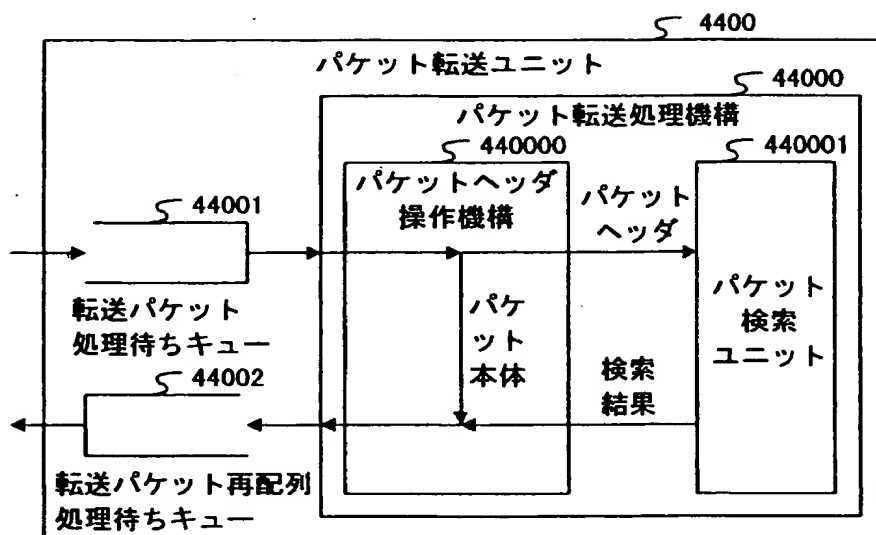 4400
パケット転送ユニット
44000
パケット転送処理機構
440000
440001
パケットヘッダ
操作機構
パケット
ヘッダ
44001
転送パケット
処理待ちキュー
パケ
ット
本体
パケット
検索
ユニット
検索
結果
44002
転送パケット再配列
処理待ちキュー